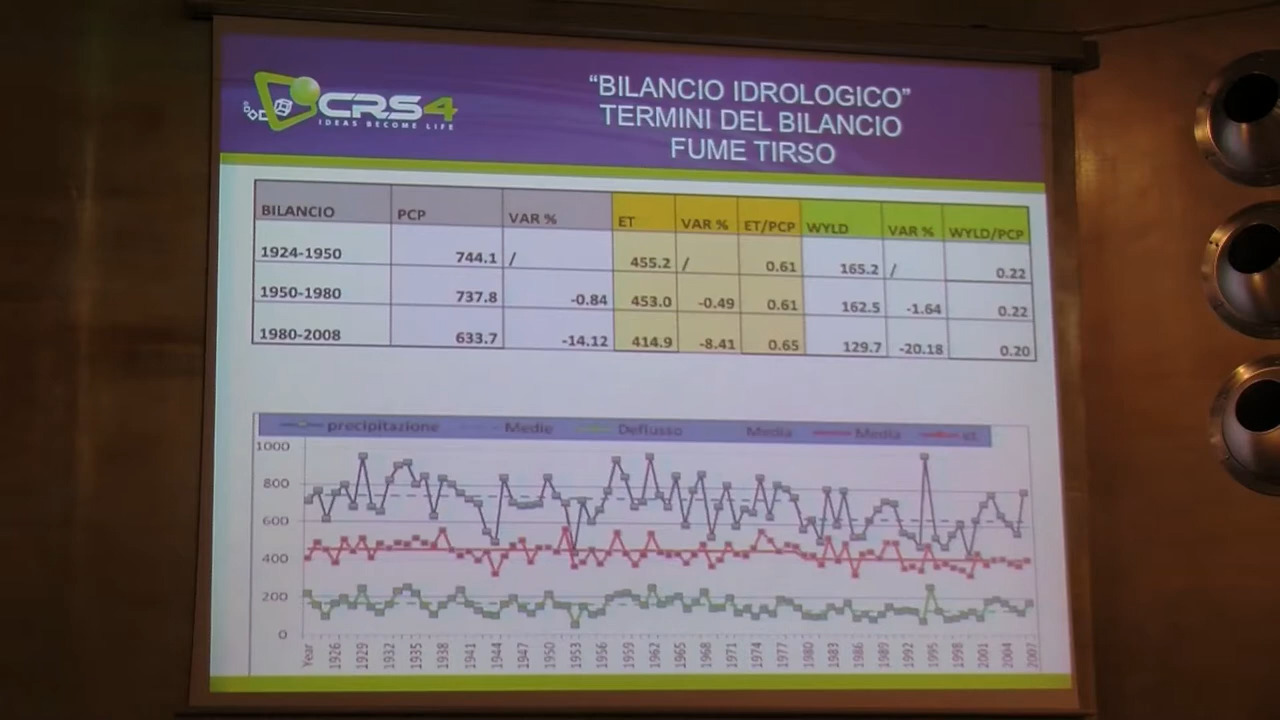 CRS4
IDEAS BECOME LIFE
“BILANCIO IDROLOGICO”
TERMINI DEL BILANCIO
FUME TIRSO
BILANCIO PCP VAR % ET VAR % ET/PCP WYLD VAR % WYLD/PCP
1924-1950 744.1 / 455.2 / 0.61 165.2 / 0.22
1950-1980 737.8 -0.84 453.0 -0.49 0.61 162.5 -1.64 0.22
1980-2008 633.7 -14.12 414.9 -8.41 0.65 129.7 -20.18 0.20
precipitazione Medie Deflusso Media Media et
1000
800
600
400
200
0
Year 1926 1929 1932 1935 1938 1941 1944 1947 1950 1953 1956 1959 1962 1965 1968 1971 1974 1977 1980 1983 1986 1989 1992 1995 1998 2001 2004 2007